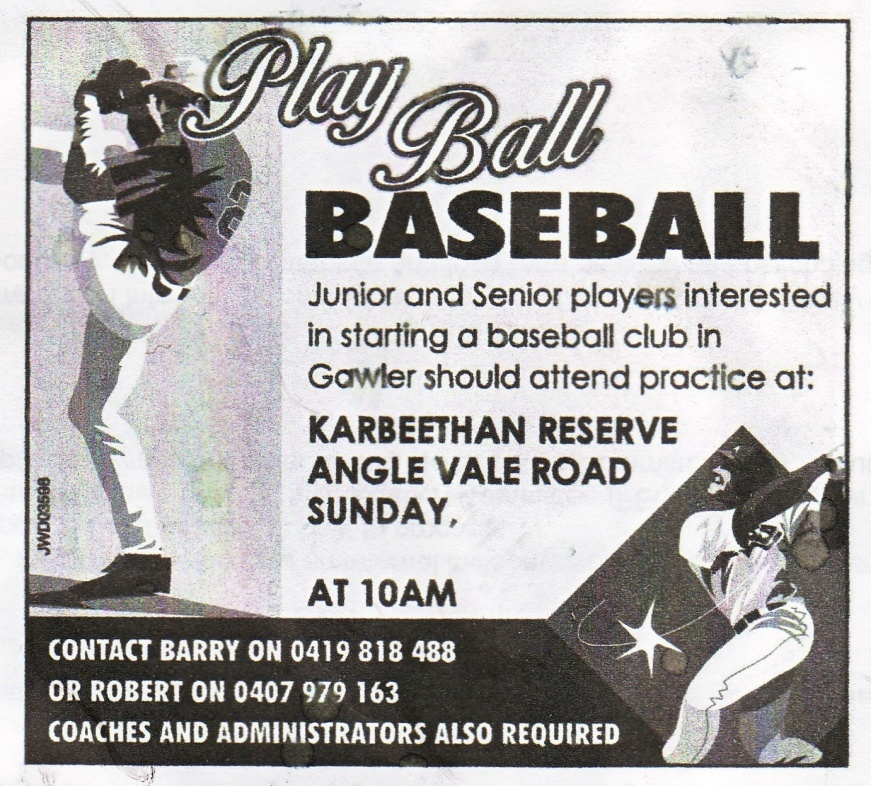 Play
Ball
BASEBALL
Junior and Senior players interested
in starting a baseball club in
Gawler should attend practice at:
KARBEETHAN RESERVE
ANGLE VALE ROAD
SUNDAY,
AT 10AM
CONTACT BARRY ON 0419 818 488
OR ROBERT ON 0407 979 163
COACHES AND ADMINISTRATORS ALSO REQUIRED